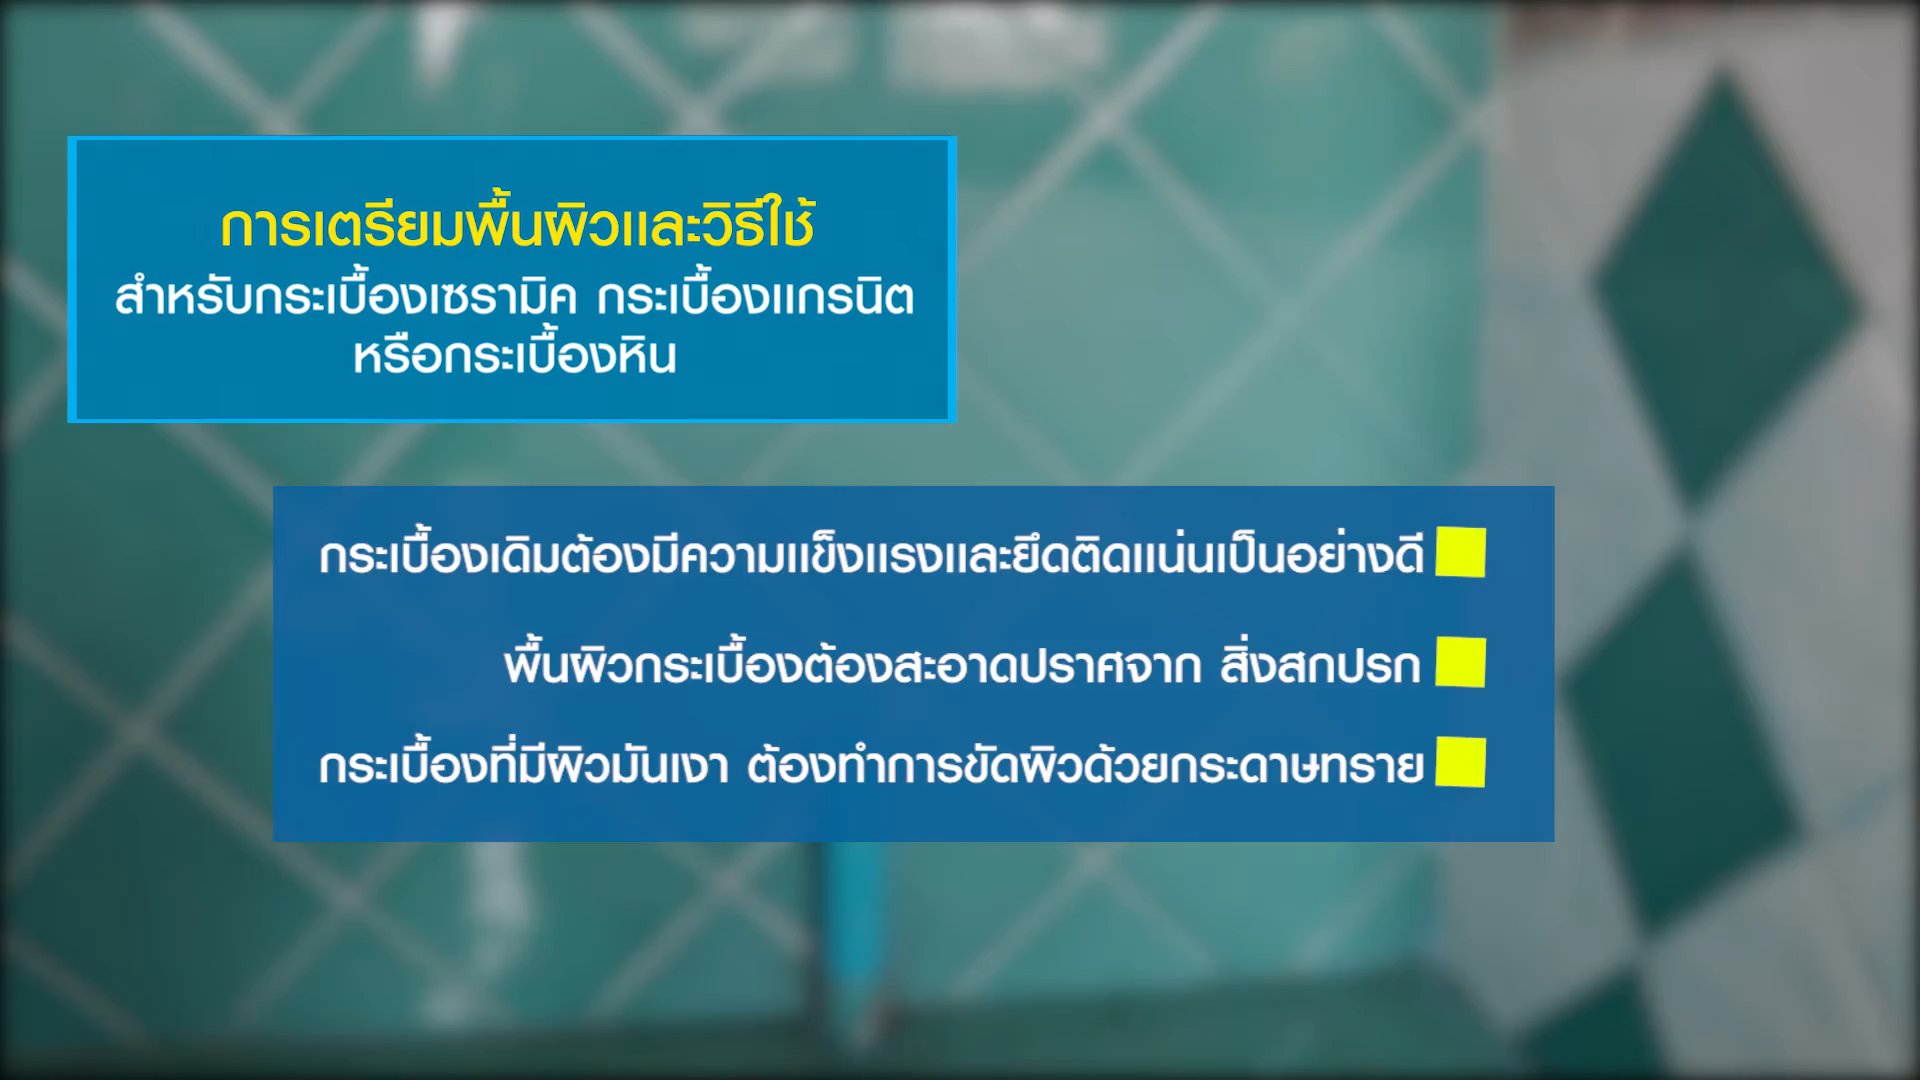 การเตรียมพื้นผิวและวิธีใช้
สำหรับกระเบื้องเซรามิค กระเบื้องแกรนิต
หรือกระเบื้องหิน
กระเบื้องเดิมต้องมีความแข็งแรงและยึดติดแน่นเป็นอย่างดี
พื้นผิวกระเบื้องต้องสะอาดปราศจาก สิ่งสกปรก
กระเบื้องที่มีผิวมันเงา ต้องทำการขัดผิวด้วยกระดาษทราย